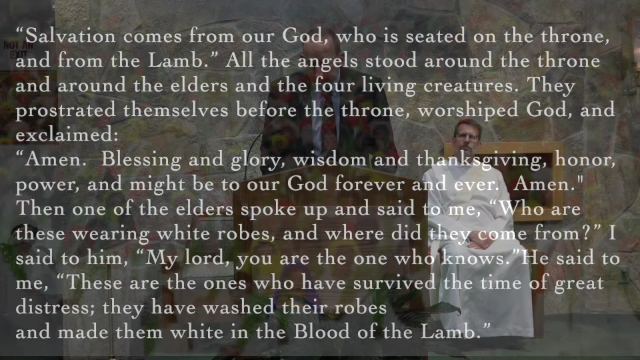 NOT AN
EXIT
“Salvation comes from our God, who is seated on the throne,
and from the Lamb.” All the angels stood around the throne
and around the elders and the four living creatures. They
prostrated themselves before the throne, worshiped God, and
exclaimed:
“Amen.  Blessing and glory, wisdom and thanksgiving, honor,
power, and might be to our God forever and ever.  Amen."
Then one of the elders spoke up and said to me, “Who are
these wearing white robes, and where did they come from?” I
said to him, “My lord, you are the one who knows.”He said to
me, “These are the ones who have survived the time of great
distress; they have washed their robes
and made them white in the Blood of the Lamb.”